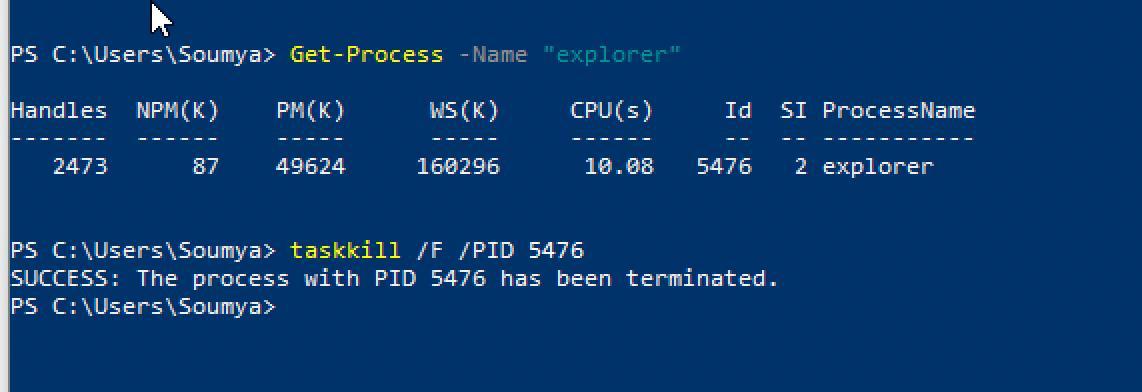 PS C:\Users\Soumya> Get-Process -Name "explorer"
Handles NPM(K) PM(K) WS(K) CPU(s) Id SI ProcessName
------- ------ ----- ----- ------ -- -- -----------
2473 87 49624 160296 10.08 5476 2 explorer
PS C:\Users\Soumya> taskkill /F /PID 5476
SUCCESS: The process with PID 5476 has been terminated.
PS C:\Users\Soumya>